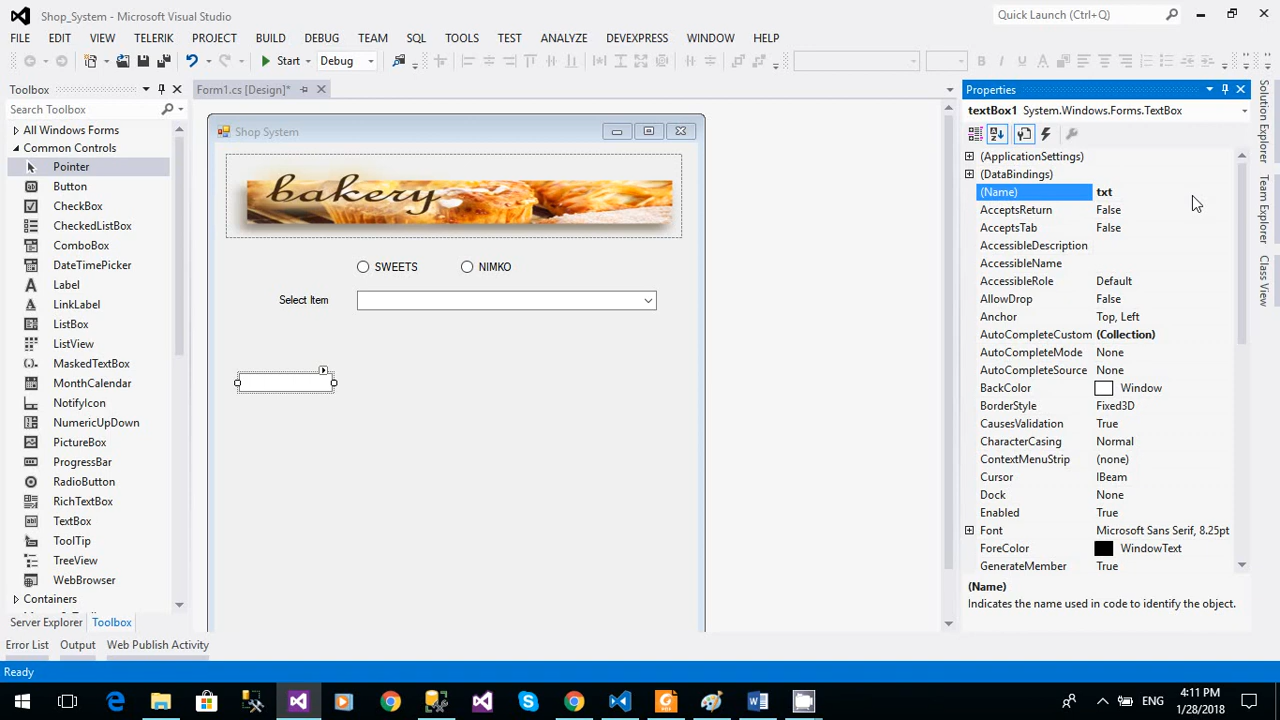 Shop_System - Microsoft Visual Studio
Quick Launch (Ctrl+Q)
FILE EDIT VIEW TELERIK PROJECT BUILD DEBUG TEAM SQL TOOLS TEST ANALYZE DEVEXPRESS WINDOW HELP
Start Debug
Toolbox
Search Toolbox
All Windows Forms
Common Controls
Pointer
Button
CheckBox
CheckedListBox
ComboBox
DateTimePicker
Label
LinkLabel
ListBox
ListView
MaskedTextBox
MonthCalendar
NotifyIcon
NumericUpDown
PictureBox
ProgressBar
RadioButton
RichTextBox
TextBox
ToolTip
TreeView
WebBrowser
Containers
Server Explorer Toolbox
Form1.cs [Design]*
Shop System
bakery
SWEETS NIMKO
Select Item
Properties
textBox1 System.Windows.Forms.TextBox
(ApplicationSettings)
(DataBindings)
(Name) txt
AcceptsReturn False
AcceptsTab False
AccessibleDescription
AccessibleName
AccessibleRole Default
AllowDrop False
Anchor Top, Left
AutoCompleteCustom (Collection)
AutoCompleteMode None
AutoCompleteSource None
BackColor Window
BorderStyle Fixed3D
CausesValidation True
CharacterCasing Normal
ContextMenuStrip (none)
Cursor IBeam
Dock None
Enabled True
Font Microsoft Sans Serif, 8.25pt
ForeColor WindowText
GenerateMember True
(Name)
Indicates the name used in code to identify the object.
Solution Explorer
Team Explorer
Class View
Error List Output Web Publish Activity
Ready
ENG
4:11 PM
1/28/2018